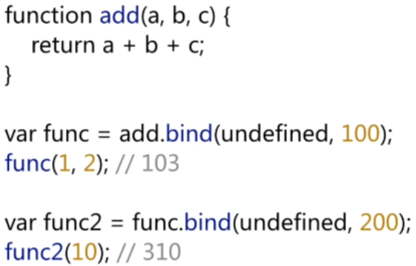 function add(a, b, c) {
    return a + b + c;
}
var func = add.bind(undefined, 100);
func(1, 2); // 103
var func2 = func.bind(undefined, 200);
func2(10); // 310